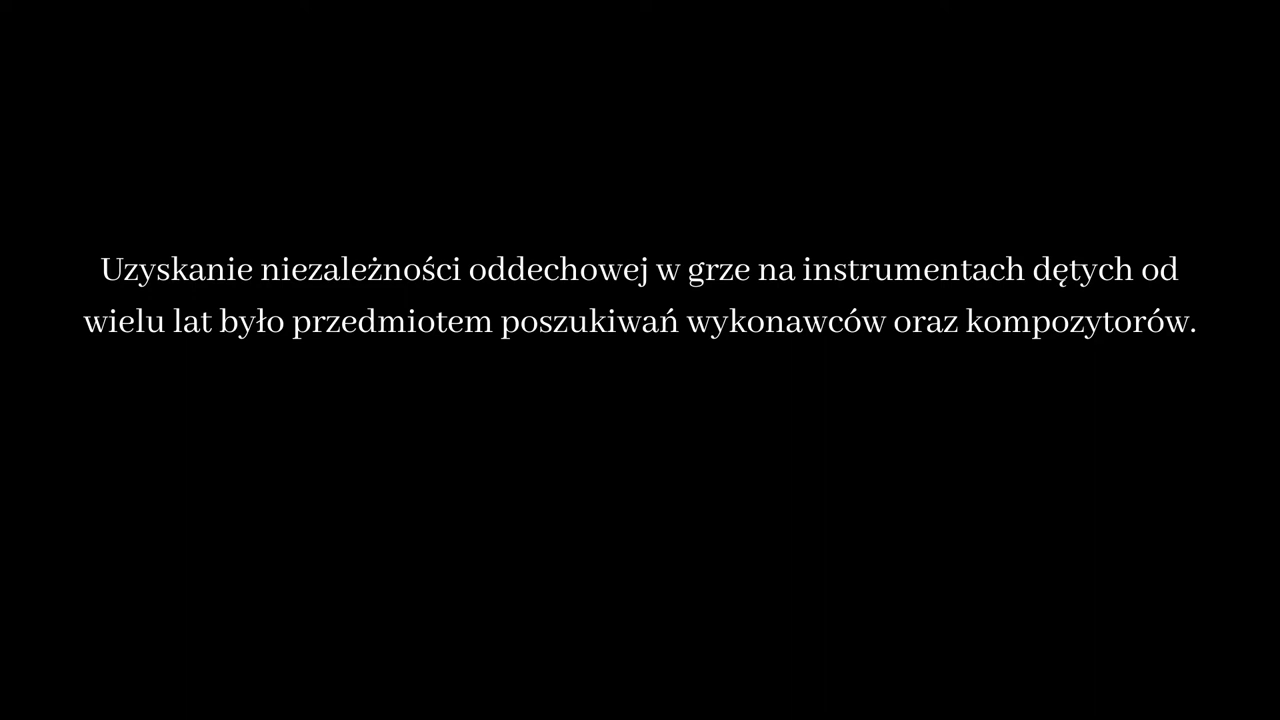 Uzyskanie niezależności oddechowej w grze na instrumentach dętych od
wielu lat było przedmiotem poszukiwań wykonawców oraz kompozytorów.